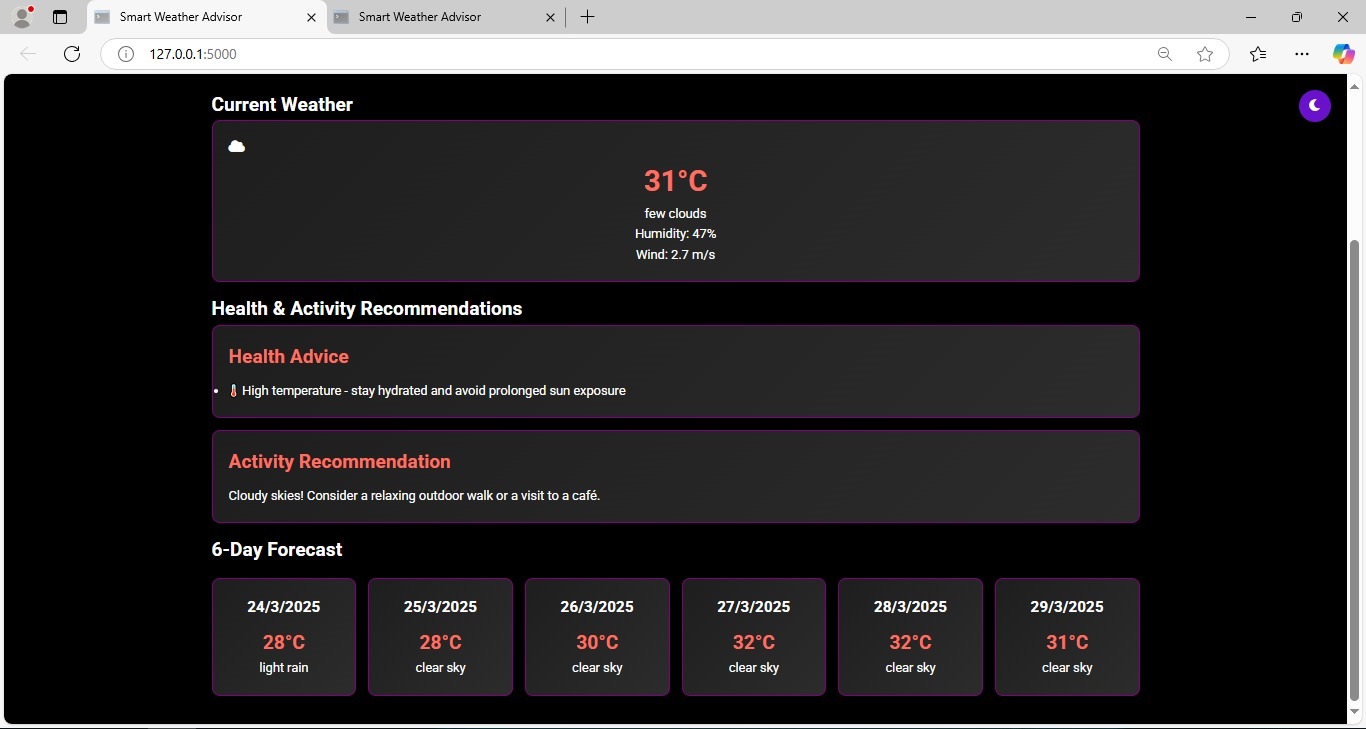 Smart Weather Advisor
Smart Weather Advisor
127.0.0.1:5000
Current Weather
31°C
few clouds
Humidity: 47%
Wind: 2.7 m/s
Health & Activity Recommendations
Health Advice
• 🌡 High temperature - stay hydrated and avoid prolonged sun exposure
Activity Recommendation
Cloudy skies! Consider a relaxing outdoor walk or a visit to a café.
6-Day Forecast
24/3/2025 25/3/2025 26/3/2025 27/3/2025 28/3/2025 29/3/2025
28°C 28°C 30°C 32°C 32°C 31°C
light rain clear sky clear sky clear sky clear sky clear sky